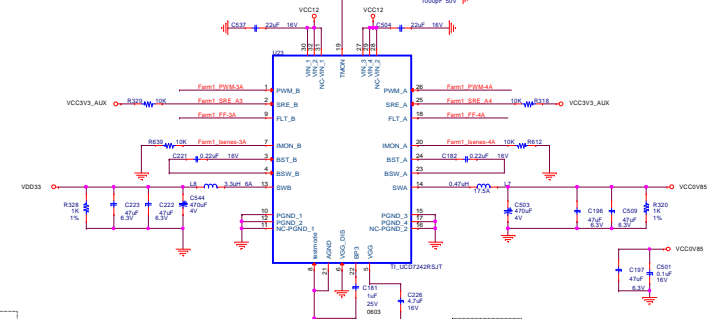 1000pF 50V
VCC12
VCC12
C537
22uF
16V
C504
22uF
16V
U23
30
32
31
19
27
29
28
VIN_1
VIN_2
NC-VIN_1
TMON
VIN_3
VIN_4
NC-VIN_2
Farm1_PWM-3A
1
PWM_B
PWM_A
26
Farm1_PWM-4A
VCC3V3_AUX
R329
10K
Farm1_SRE_A3
2
SRE_B
SRE_A
25
Farm1_SRE_A4
10K
R318
VCC3V3_AUX
Farm1_FF-3A
9
FLT_B
FLT_A
18
Farm1_FF-4A
R639
10K
Farm1_Isenes-3A
7
IMON_B
IMON_A
20
Farm1_Isenes-4A
10K
R612
C221
0.22uF
16V
3
BST_B
BST_A
24
C182
0.22uF
16V
4
BSW_B
BSW_A
23
VDD33
L8
3.3uH
6A
13
SWB
SWA
14
0.47uH
17.5A
L7
VCC0V85
R328
1K
1%
C223
47uF
6.3V
C222
47uF
6.3V
C544
470uF
4V
C503
470uF
4V
C198
47uF
6.3V
C509
47uF
6.3V
R320
1K
1%
10
PGND_1
PGND_3
15
12
PGND_2
PGND_4
17
11
NC-PGND_1
NC-PGND_2
16
testmode
AGND
VGG_DIS
BP3
VGG
8
21
6
22
5
TI_UCD7242RSJT
C181
1uF
25V
0603
C226
4.7uF
16V
VCC0V85
C197
47uF
6.3V
C501
0.1uF
16V